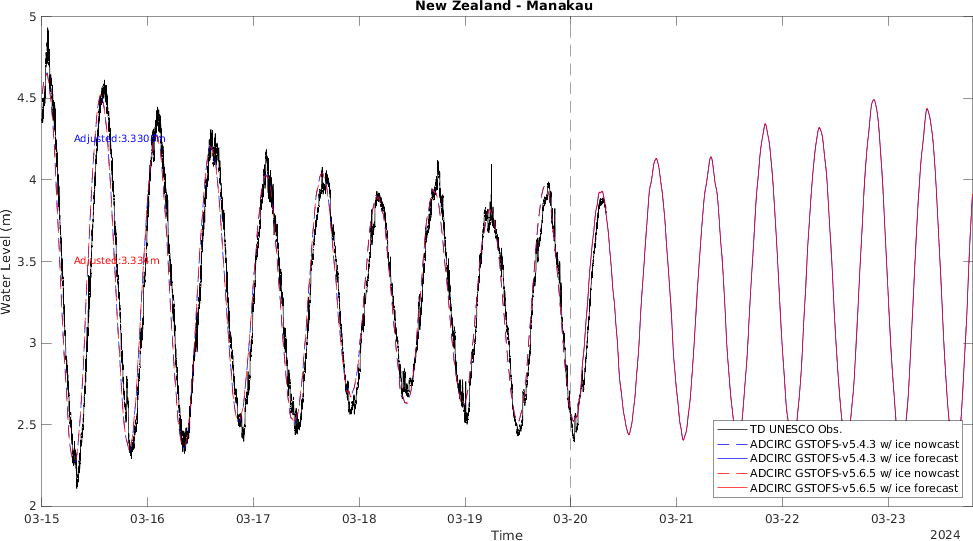 New Zealand - Manakau
Water Level (m)
5
4.5
4
3.5
3
2.5
2
Adjusted:3.330m
Adjusted:3.334m
TD UNESCO Obs.
ADCIRC GSTOFS-v5.4.3 w/ ice nowcast
ADCIRC GSTOFS-v5.4.3 w/ ice forecast
ADCIRC GSTOFS-v5.6.5 w/ ice nowcast
ADCIRC GSTOFS-v5.6.5 w/ ice forecast
03-15 03-16 03-17 03-18 03-19 03-20 03-21 03-22 03-23
Time
2024